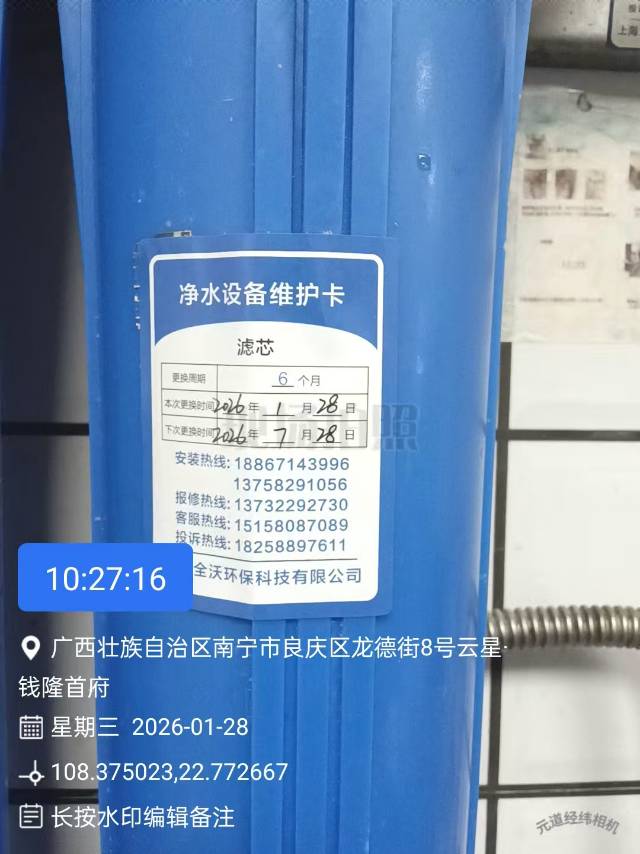 净水设备维护卡
滤芯
更换周期 6 个月
本次更换时间 2026 年 1 月 28 日
下次更换时间 2026 年 7 月 28 日
现场拍照
安装热线: 18867143996
13758291056
报修热线: 13732292730
客服热线: 15158087089
投诉热线: 18258897611
全沃环保科技有限公司
10:27:16
广西壮族自治区南宁市良庆区龙德街8号云星·
钱隆首府
星期三 2026-01-28
108.375023,22.772667
长按水印编辑备注
元道经纬相机